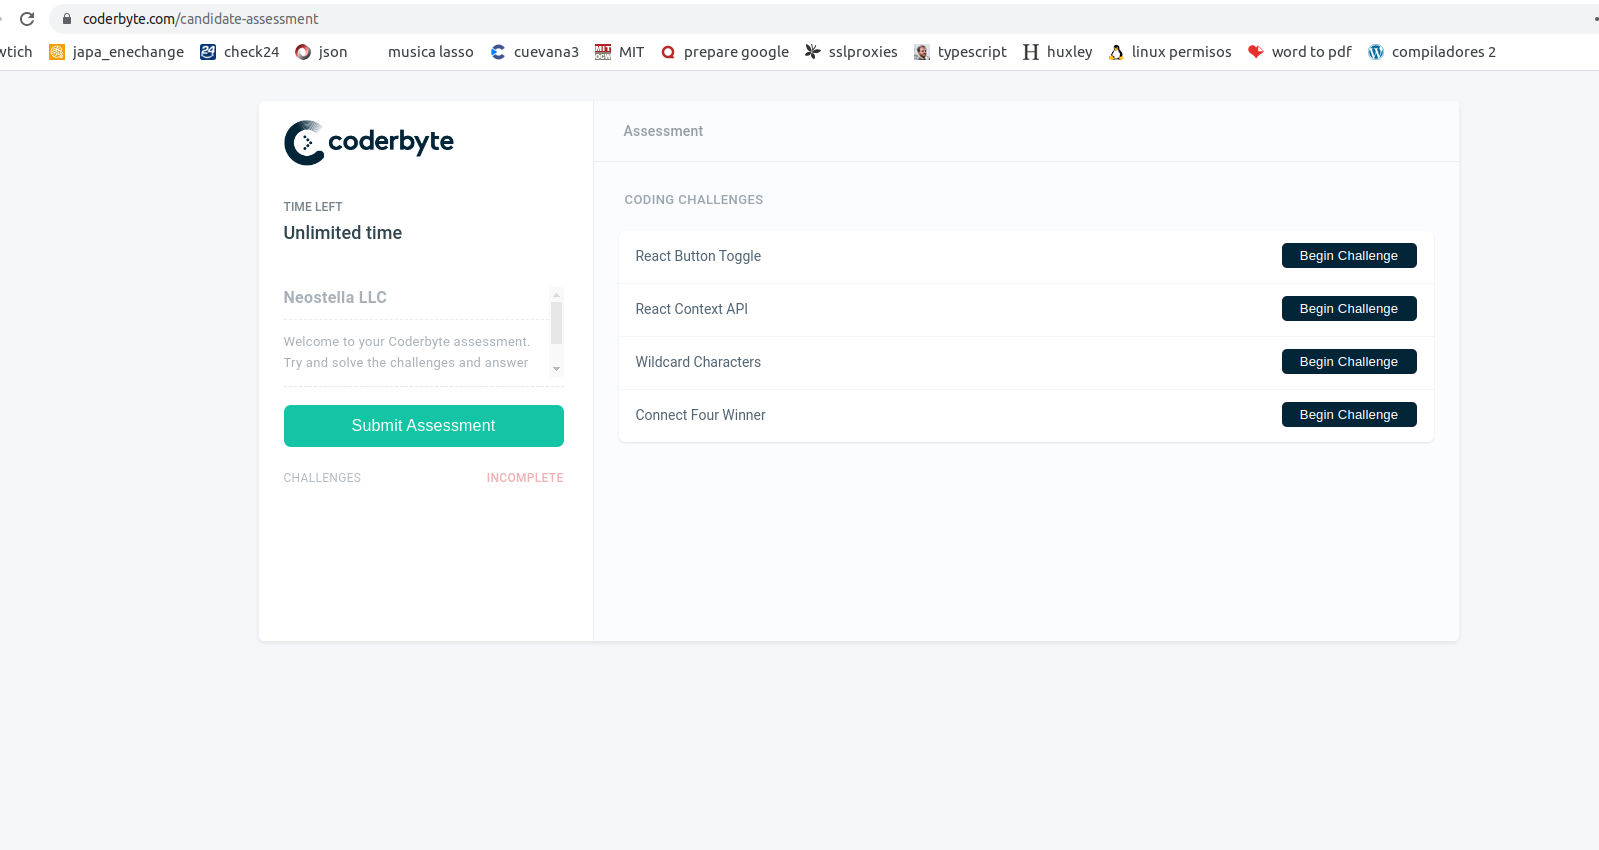 coderbyte.com/candidate-assessment
japa_enechange check24 json musica lasso cuevana3 MIT prepare google sslproxies typescript huxley linux permisos word to pdf compiladores 2
coderbyte
TIME LEFT
Unlimited time
Neostella LLC
Welcome to your Coderbyte assessment.
Try and solve the challenges and answer
Submit Assessment
CHALLENGES INCOMPLETE
Assessment
CODING CHALLENGES
React Button Toggle Begin Challenge
React Context API Begin Challenge
Wildcard Characters Begin Challenge
Connect Four Winner Begin Challenge